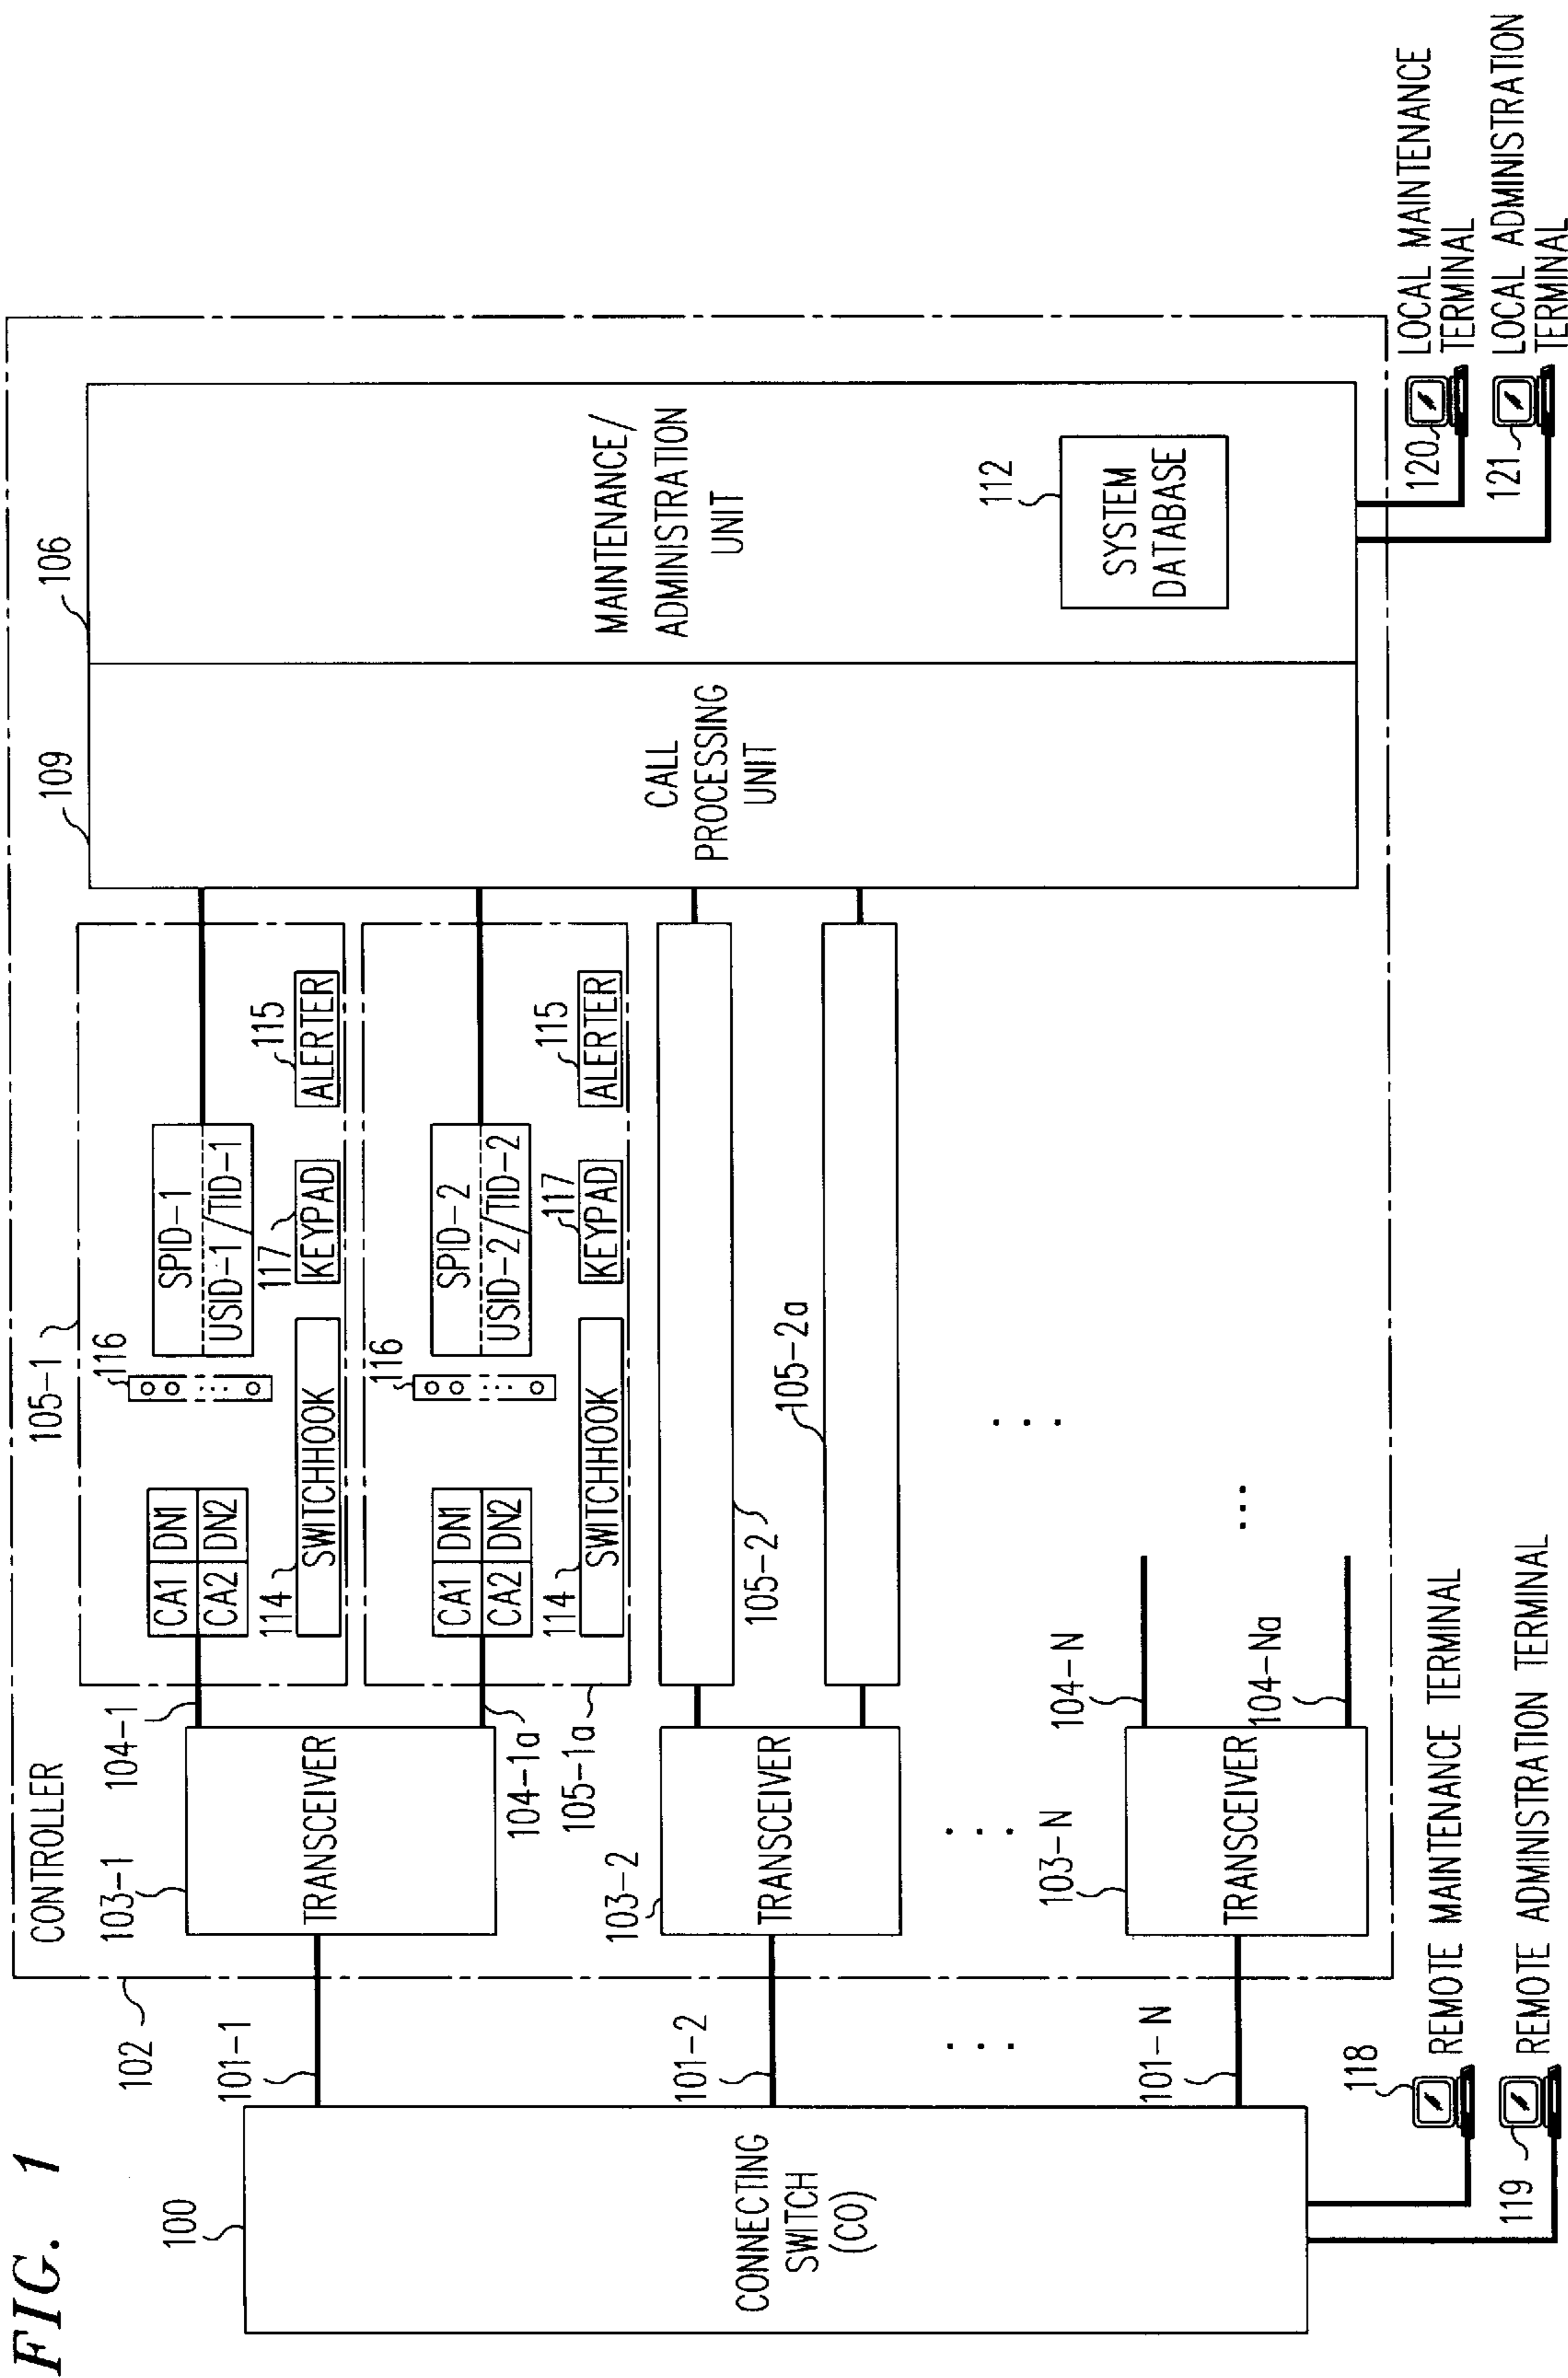 FIG. 1
100
CONNECTING
SWITCH
(CO)
101-1
101-2
...
101-N
118
REMOTE MAINTENANCE TERMINAL
119
REMOTE ADMINISTRATION TERMINAL
102
CONTROLLER
103-1
TRANSCEIVER
103-2
TRANSCEIVER
...
103-N
TRANSCEIVER
104-1
104-1a
104-N
104-Na
...
105-1
CA1 DN1
CA2 DN2
116
SPID-1
USID-1/TID-1
114
SWITCHHOOK
117
KEYPAD
115
ALERTER
105-1a
CA1 DN1
CA2 DN2
116
SPID-2
USID-2/TID-2
114
SWITCHHOOK
117
KEYPAD
115
ALERTER
105-2
105-2a
...
109
CALL
PROCESSING
UNIT
106
MAINTENANCE/
ADMINISTRATION
UNIT
112
SYSTEM
DATABASE
120
LOCAL MAINTENANCE
TERMINAL
121
LOCAL ADMINISTRATION
TERMINAL